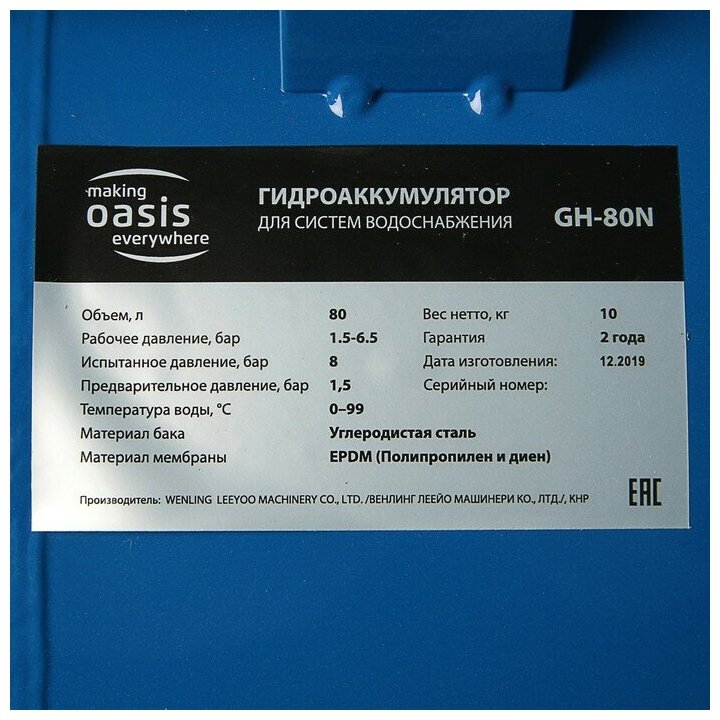 making
oasis
everywhere
ГИДРОАККУМУЛЯТОР
ДЛЯ СИСТЕМ ВОДОСНАБЖЕНИЯ
GH-80N
Объем, л 80 Вес нетто, кг 10
Рабочее давление, бар 1.5-6.5 Гарантия 2 года
Испытанное давление, бар 8 Дата изготовления: 12.2019
Предварительное давление, бар 1,5 Серийный номер:
Температура воды, °С 0–99
Материал бака Углеродистая сталь
Материал мембраны EPDM (Полипропилен и диен)
Производитель: WENLING LEEYOO MACHINERY CO., LTD. /ВЕНЛИНГ ЛЕЕЙО МАШИНЕРИ КО., ЛТД./, КНР
EAC